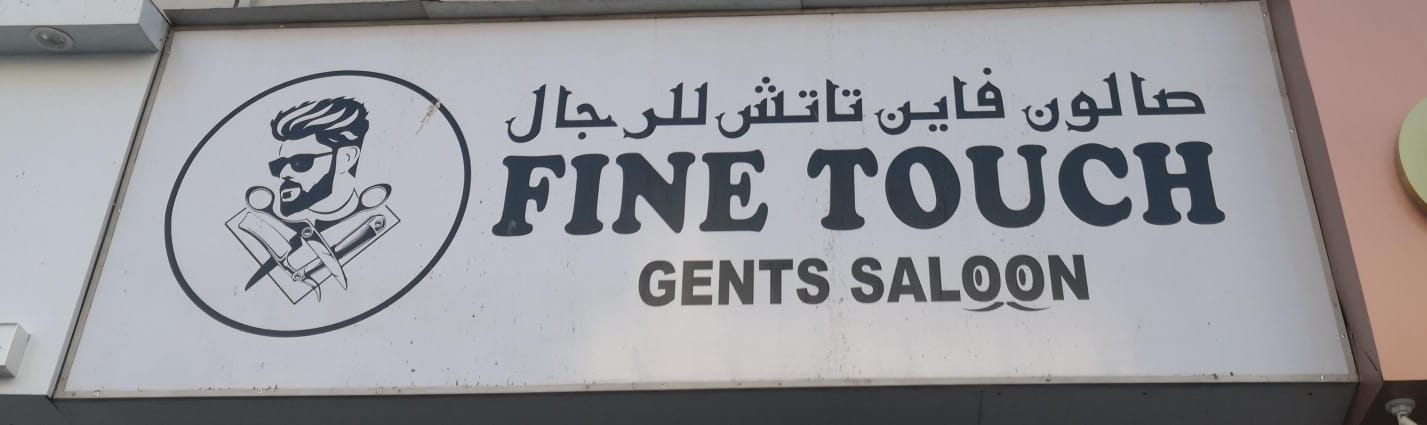 صالون فاين تاتش للرجال
FINE TOUCH
GENTS SALOON